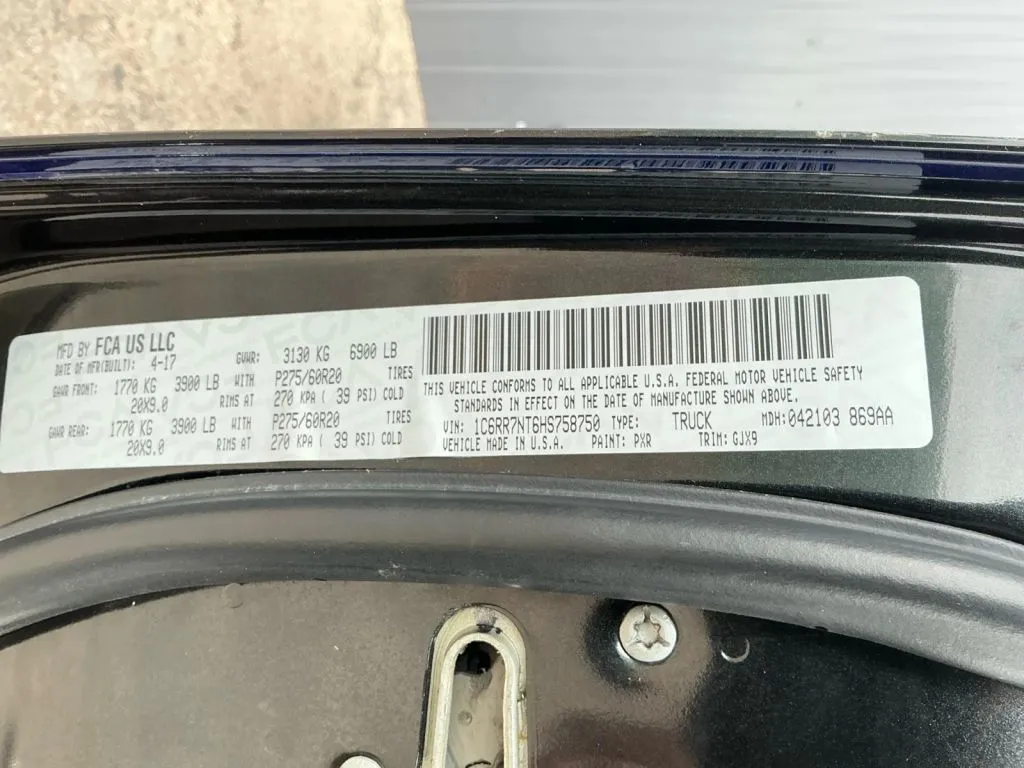 MFD BY FCA US LLC
DATE OF MFR(BUILT): 4-17 GVWR: 3130 KG 6900 LB
GAWR FRONT: 1770 KG 3900 LB WITH P275/60R20 TIRES
20X9.0 RIMS AT 270 KPA ( 39 PSI) COLD
GAWR REAR: 1770 KG 3900 LB WITH P275/60R20 TIRES
20X9.0 RIMS AT 270 KPA ( 39 PSI) COLD
THIS VEHICLE CONFORMS TO ALL APPLICABLE U.S.A. FEDERAL MOTOR VEHICLE SAFETY
STANDARDS IN EFFECT ON THE DATE OF MANUFACTURE SHOWN ABOVE.
VIN: 1C6RR7NT6HS758750 TYPE: TRUCK MDH:042103 869AA
VEHICLE MADE IN U.S.A. PAINT: PXR TRIM: GJX9